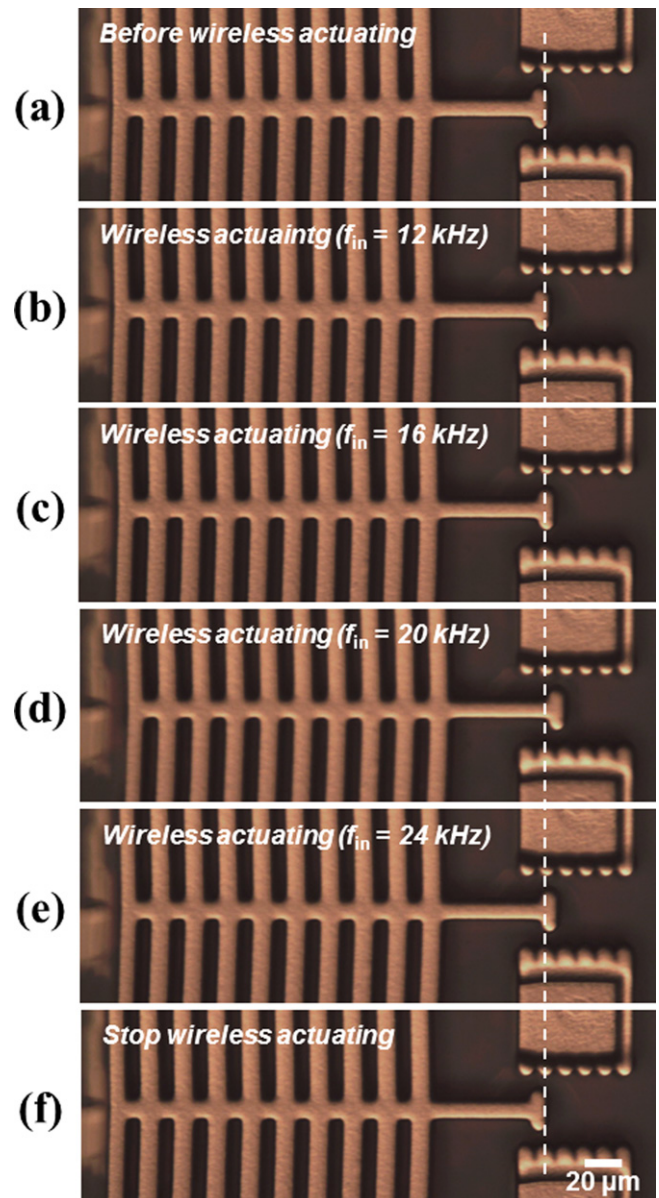 Before wireless actuating
(a)
Wireless actuaintg (fin = 12 kHz)
(b)
Wireless actuating (fin = 16 kHz)
(c)
Wireless actuating (fin = 20 kHz)
(d)
Wireless actuating (fin = 24 kHz)
(e)
Stop wireless actuating
(f)
20 µm